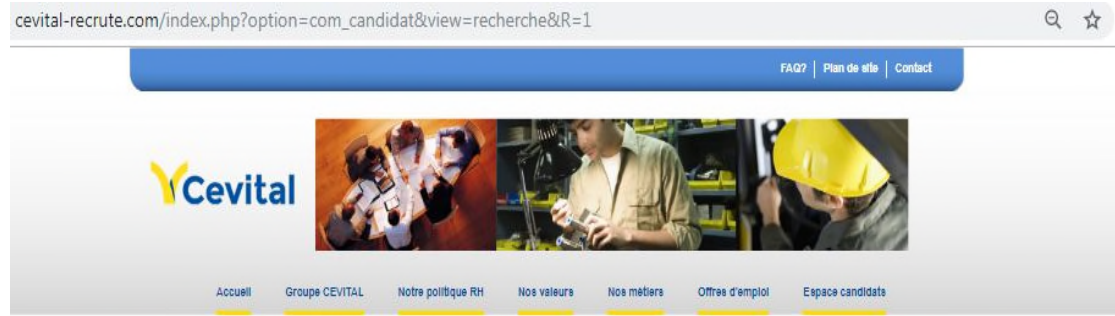 cevital-recrute.com/index.php?option=com_candidat&view=recherche&R=1
FAQ? | Plan de site | Contact
Cevital
Accueil Groupe CEVITAL Notre politique RH Nos valeurs Nos métiers Offres d'emploi Espace candidats